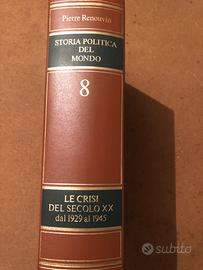 Pierre Renouvin
STORIA POLITICA
DEL
MONDO
8
LE CRISI
DEL SECOLO XX
dal 1929 al 1945
subito